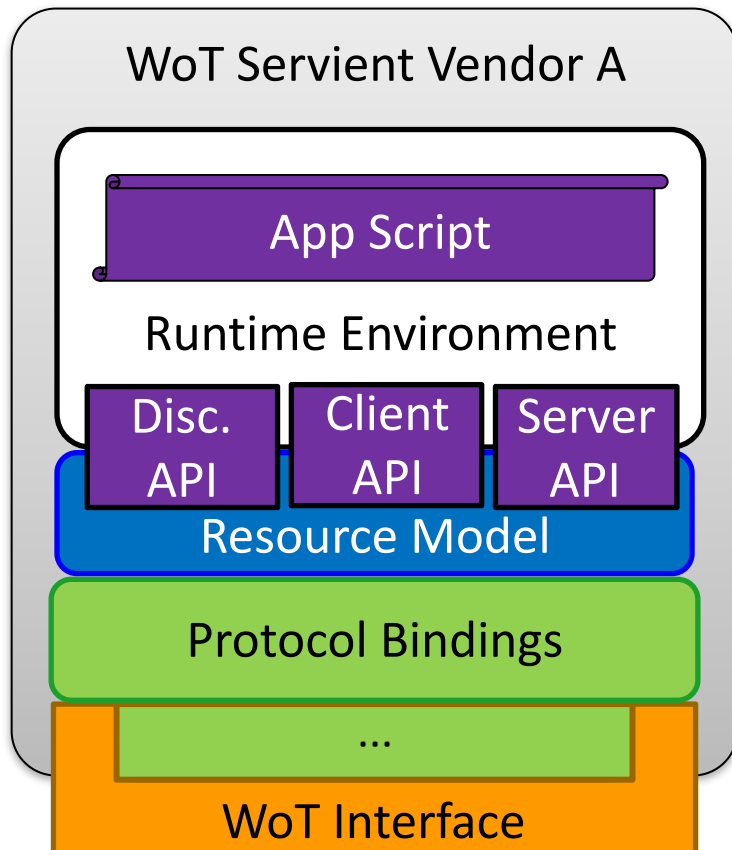 WoT Servient Vendor A
App Script
Runtime Environment
Disc.
API
Client
API
Server
API
Resource Model
Protocol Bindings
...
WoT Interface